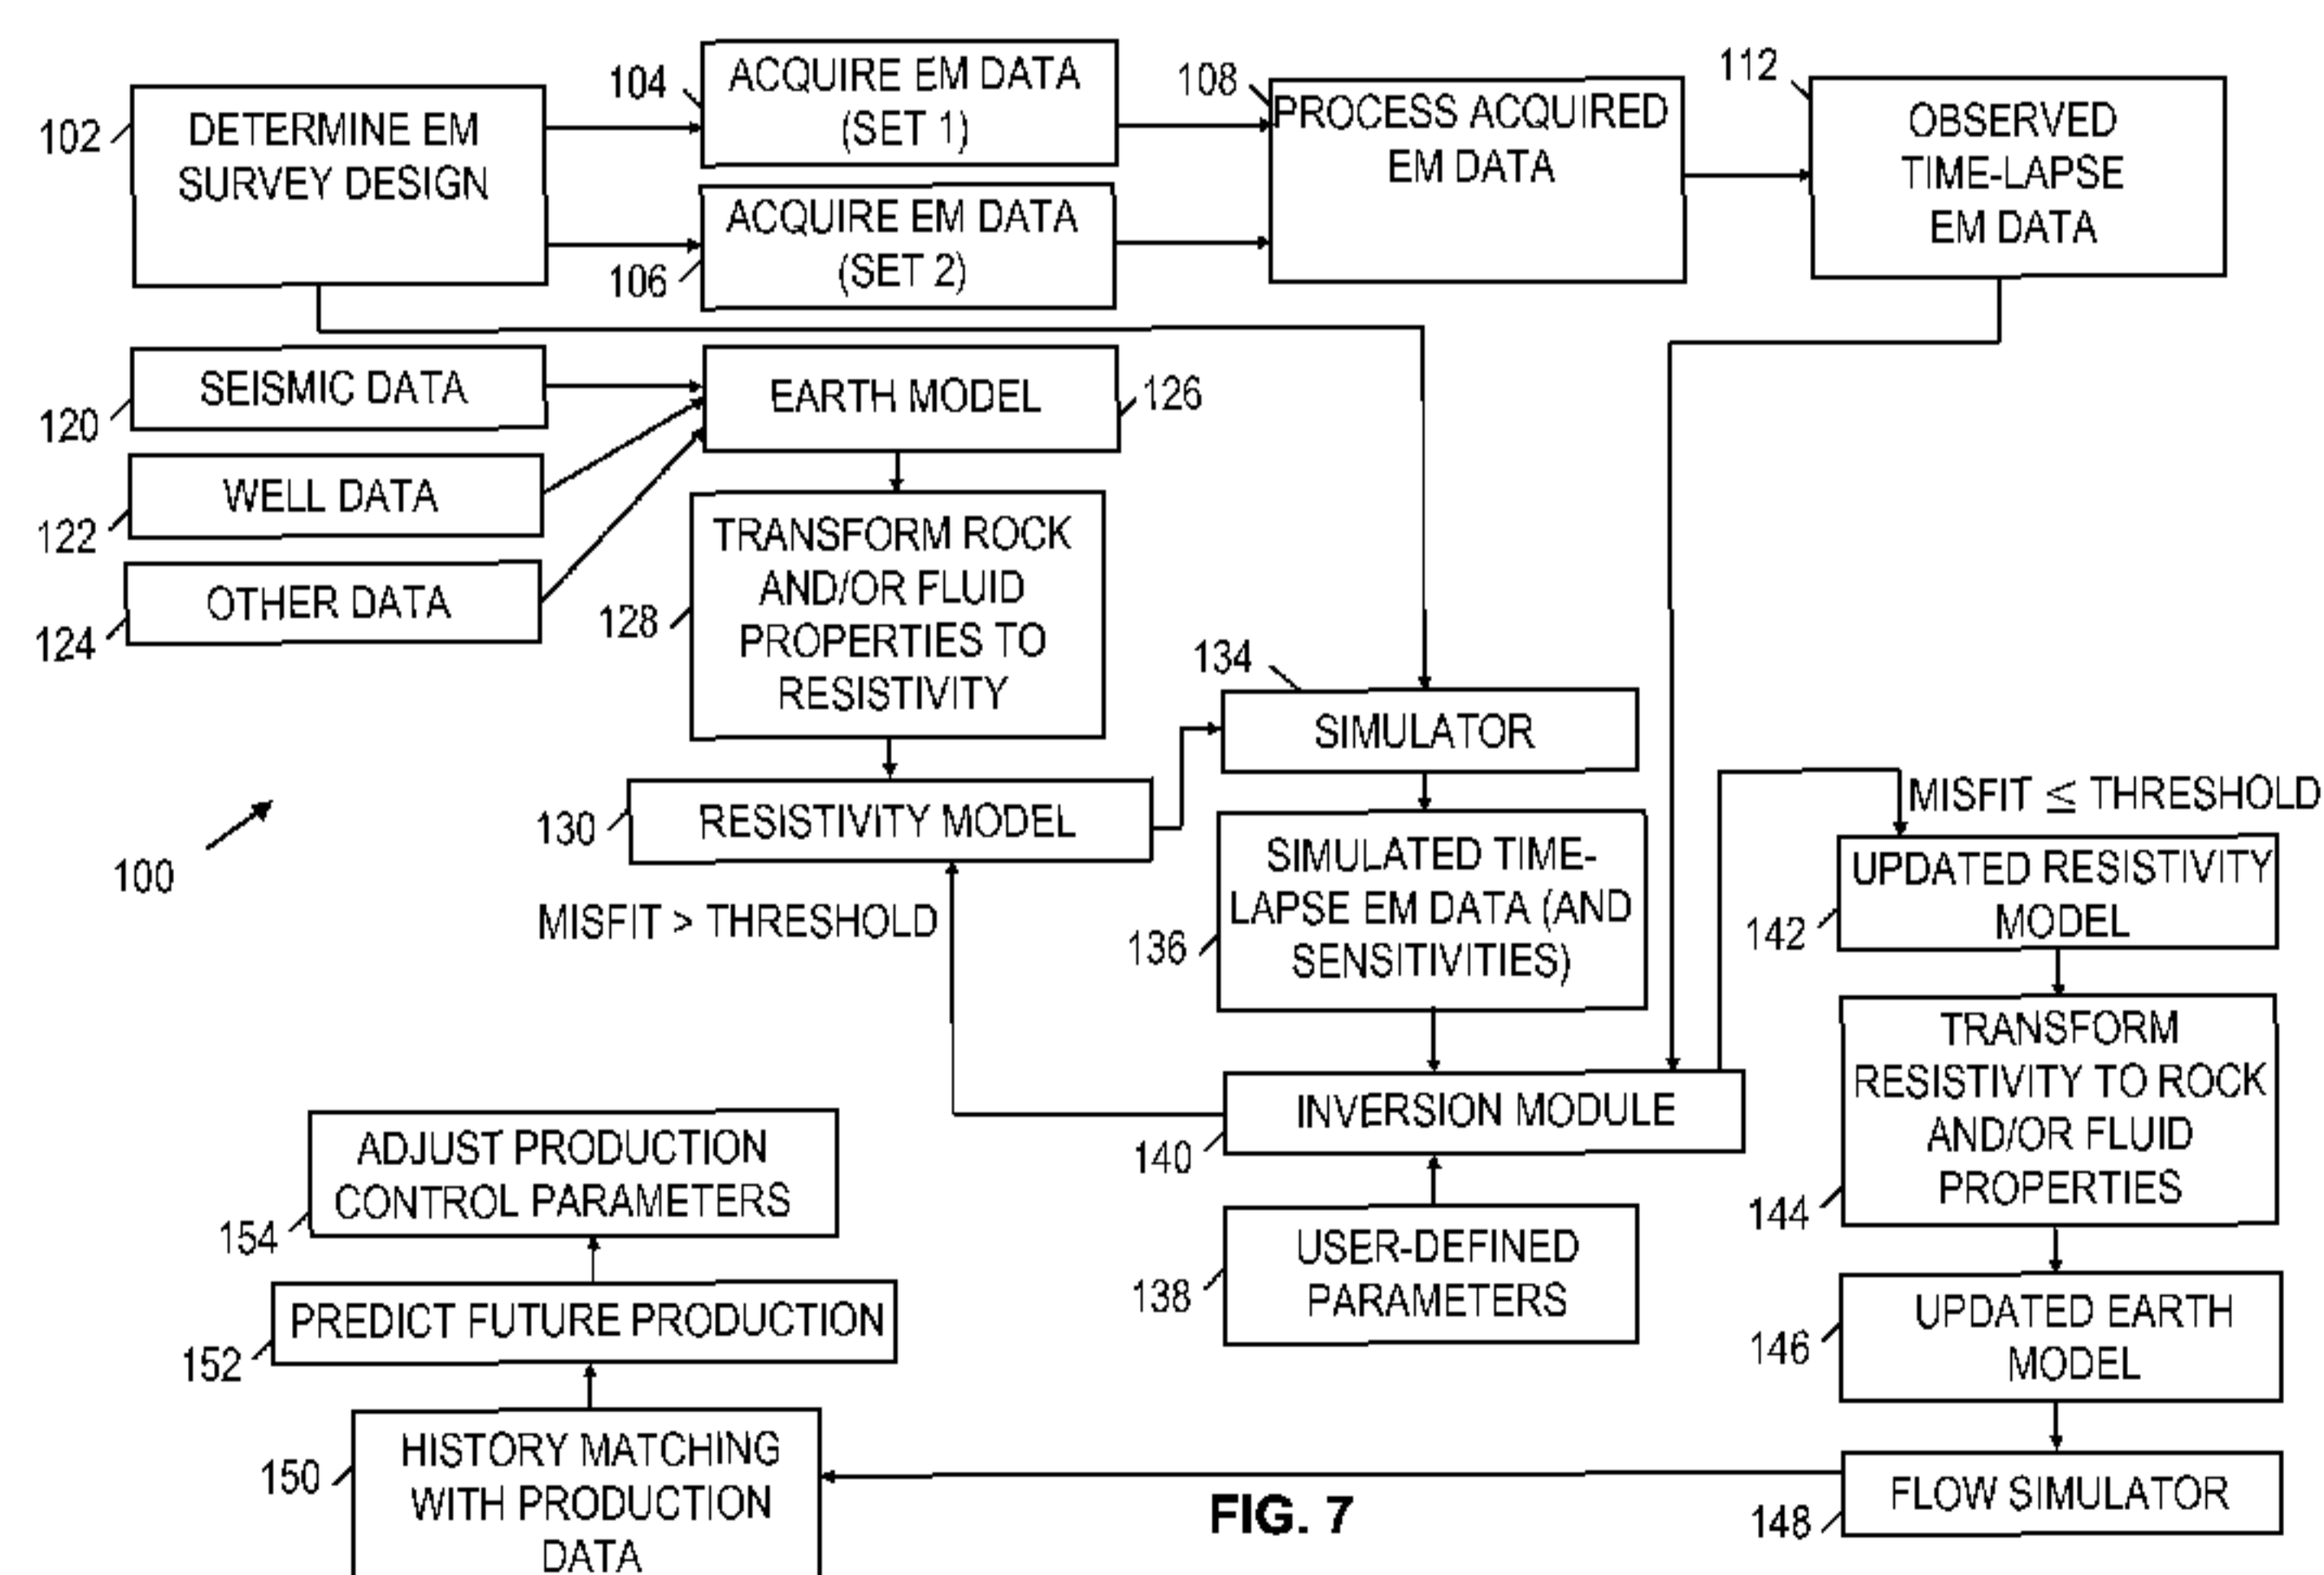 102
DETERMINE EM
SURVEY DESIGN
104
ACQUIRE EM DATA
(SET 1)
106
ACQUIRE EM DATA
(SET 2)
108
PROCESS ACQUIRED
EM DATA
112
OBSERVED
TIME-LAPSE
EM DATA
120
SEISMIC DATA
122
WELL DATA
124
OTHER DATA
EARTH MODEL
126
128
TRANSFORM ROCK
AND/OR FLUID
PROPERTIES TO
RESISTIVITY
130
RESISTIVITY MODEL
134
SIMULATOR
136
SIMULATED TIME-
LAPSE EM DATA (AND
SENSITIVITIES)
100
MISFIT > THRESHOLD
MISFIT ≤ THRESHOLD
140
INVERSION MODULE
138
USER-DEFINED
PARAMETERS
142
UPDATED RESISTIVITY
MODEL
144
TRANSFORM
RESISTIVITY TO ROCK
AND/OR FLUID
PROPERTIES
146
UPDATED EARTH
MODEL
148
FLOW SIMULATOR
154
ADJUST PRODUCTION
CONTROL PARAMETERS
152
PREDICT FUTURE PRODUCTION
150
HISTORY MATCHING
WITH PRODUCTION
DATA
FIG. 7